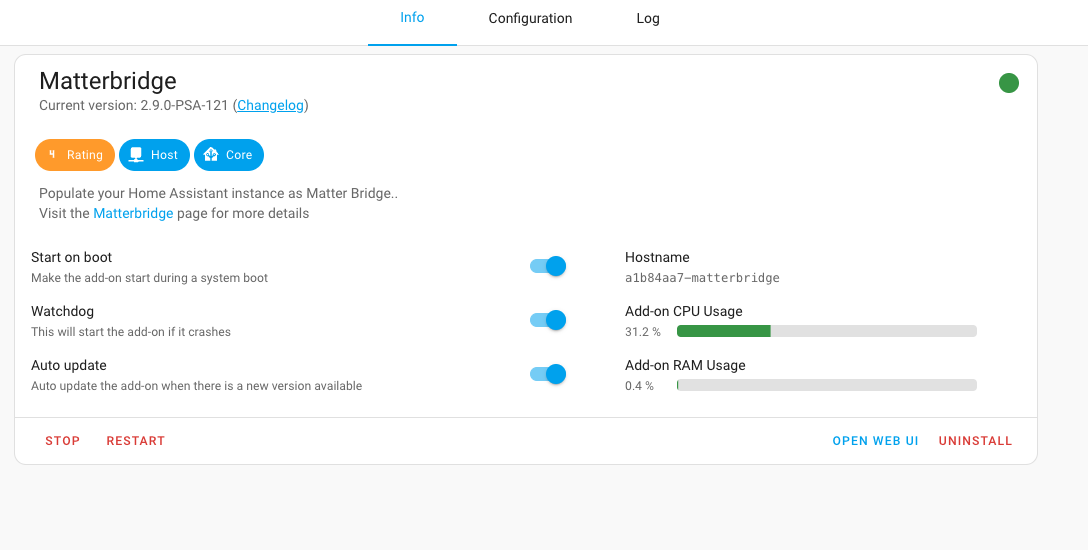 Info Configuration Log
Matterbridge
Current version: 2.9.0-PSA-121 (Changelog)
4 Rating Host Core
Populate your Home Assistant instance as Matter Bridge..
Visit the Matterbridge page for more details
Start on boot
Make the add-on start during a system boot
Hostname
a1b84aa7-matterbridge
Watchdog
This will start the add-on if it crashes
Add-on CPU Usage
31.2 %
Auto update
Auto update the add-on when there is a new version available
Add-on RAM Usage
0.4 %
STOP RESTART OPEN WEB UI UNINSTALL